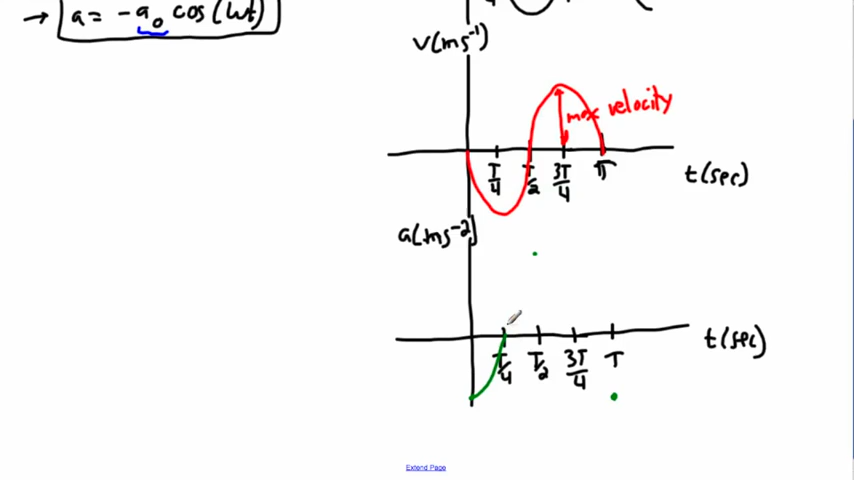 → a = -a₀ cos(ωt)
v(ms⁻¹)
max velocity
T/4 T/2 3T/4 T
t(sec)
a(ms⁻²)
t(sec)
T/4 T/2 3T/4 T
Extend Page